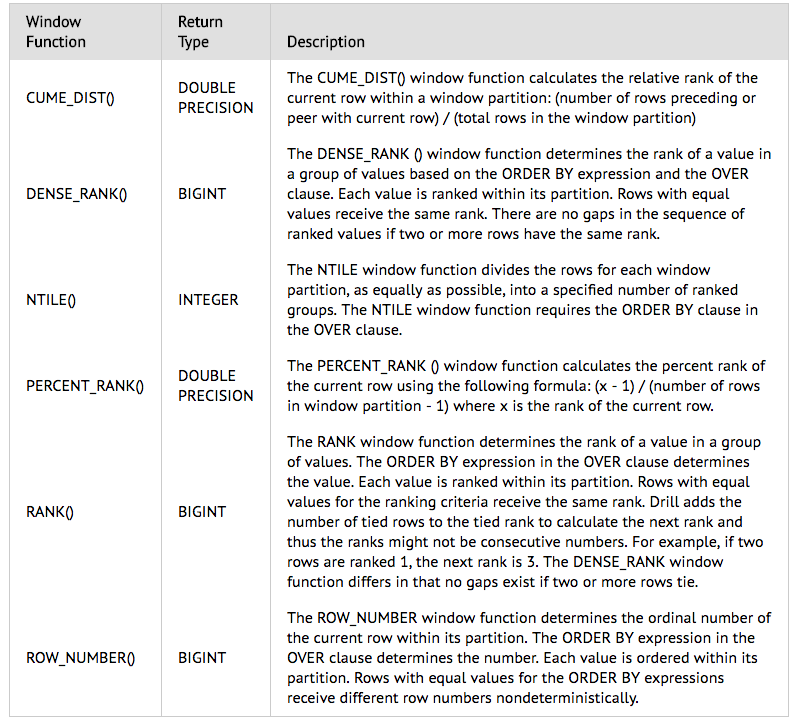 Window
Function
Return
Type
Description
CUME_DIST()
DOUBLE
PRECISION
The CUME_DIST() window function calculates the relative rank of the
current row within a window partition: (number of rows preceding or
peer with current row) / (total rows in the window partition)
DENSE_RANK()
BIGINT
The DENSE_RANK () window function determines the rank of a value in
a group of values based on the ORDER BY expression and the OVER
clause. Each value is ranked within its partition. Rows with equal
values receive the same rank. There are no gaps in the sequence of
ranked values if two or more rows have the same rank.
NTILE()
INTEGER
The NTILE window function divides the rows for each window
partition, as equally as possible, into a specified number of ranked
groups. The NTILE window function requires the ORDER BY clause in
the OVER clause.
PERCENT_RANK()
DOUBLE
PRECISION
The PERCENT_RANK () window function calculates the percent rank of
the current row using the following formula: (x - 1) / (number of rows
in window partition - 1) where x is the rank of the current row.
RANK()
BIGINT
The RANK window function determines the rank of a value in a group
of values. The ORDER BY expression in the OVER clause determines
the value. Each value is ranked within its partition. Rows with equal
values for the ranking criteria receive the same rank. Drill adds the
number of tied rows to the tied rank to calculate the next rank and
thus the ranks might not be consecutive numbers. For example, if two
rows are ranked 1, the next rank is 3. The DENSE_RANK window
function differs in that no gaps exist if two or more rows tie.
ROW_NUMBER()
BIGINT
The ROW_NUMBER window function determines the ordinal number of
the current row within its partition. The ORDER BY expression in the
OVER clause determines the number. Each value is ordered within its
partition. Rows with equal values for the ORDER BY expressions
receive different row numbers nondeterministically.